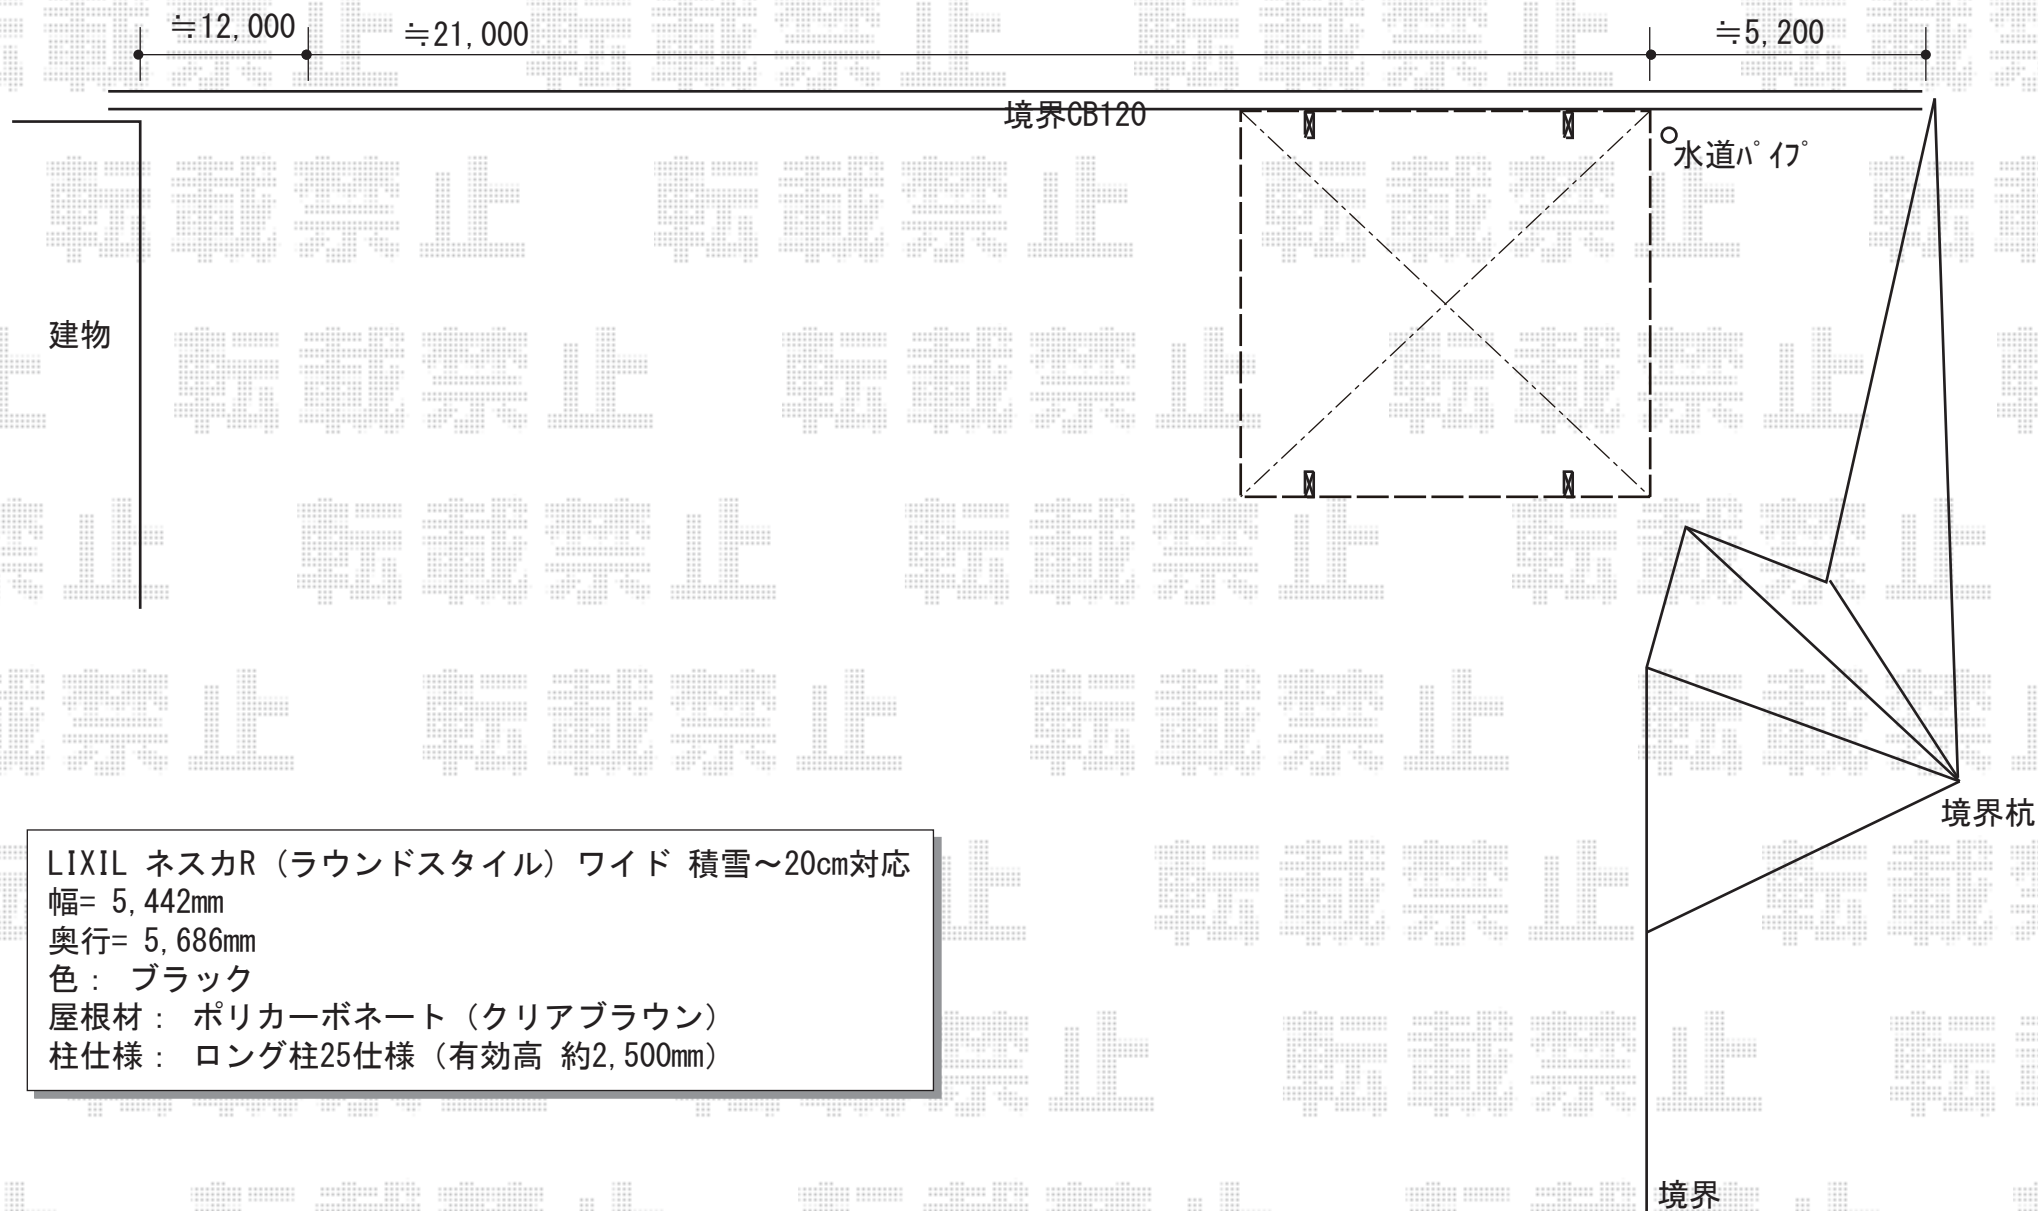 ≒12,000
≒21,000
≒5,200
境界CB120
水道ﾊﾟｲﾌﾟ
建物
境界杭
LIXIL ネスカR（ラウンドスタイル）ワイド 積雪～20cm対応
幅= 5,442mm
奥行= 5,686mm
色： ブラック
屋根材： ポリカーボネート（クリアブラウン）
柱仕様： ロング柱25仕様（有効高 約2,500mm）
境界
転載禁止